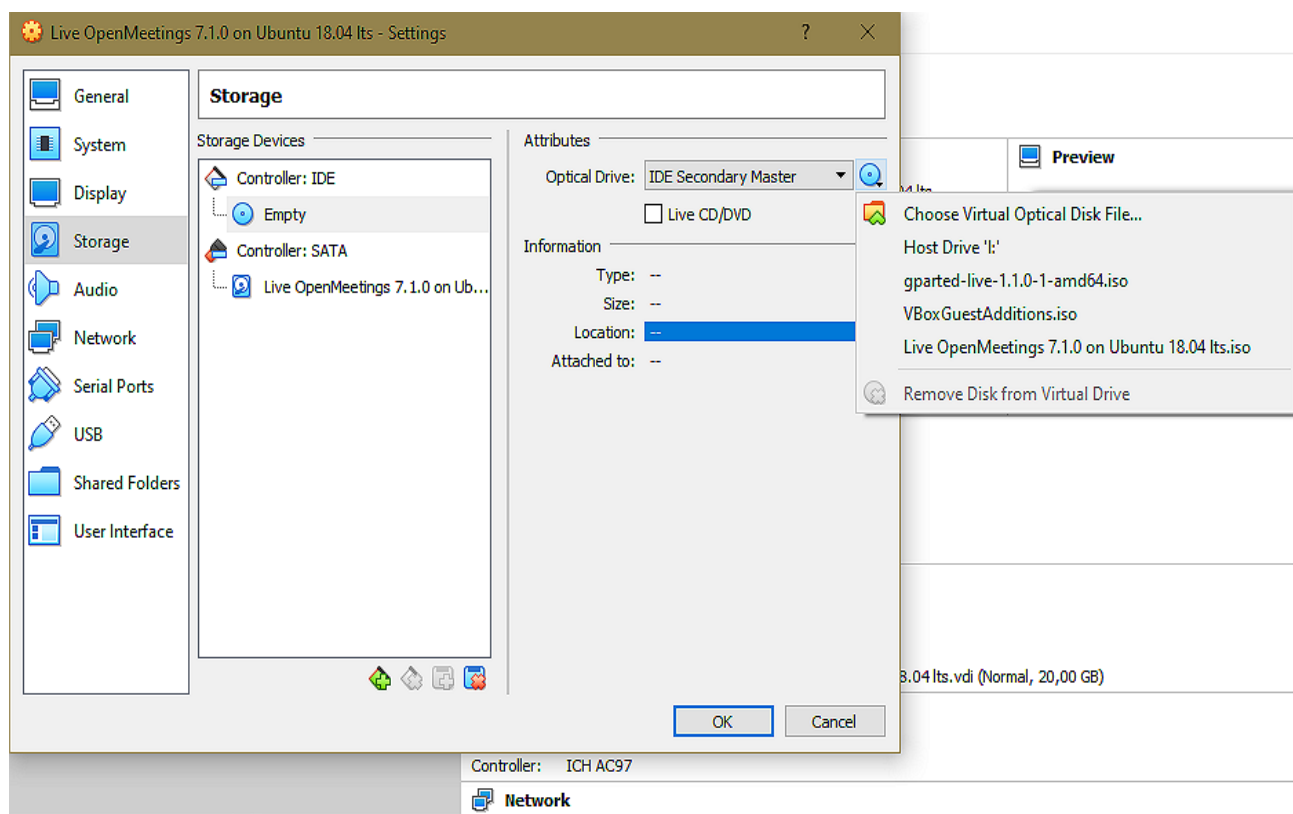 Live OpenMeetings 7.1.0 on Ubuntu 18.04 lts - Settings
?
General
System
Display
Storage
Audio
Network
Serial Ports
USB
Shared Folders
User Interface
Storage
Storage Devices
Controller: IDE
Empty
Controller: SATA
Live OpenMeetings 7.1.0 on Ub...
Attributes
Optical Drive: IDE Secondary Master
Live CD/DVD
Information
Type: --
Size: --
Location: --
Attached to: --
OK
Cancel
Preview
Choose Virtual Optical Disk File...
Host Drive 'I:'
gparted-live-1.1.0-1-amd64.iso
VBoxGuestAdditions.iso
Live OpenMeetings 7.1.0 on Ubuntu 18.04 lts.iso
Remove Disk from Virtual Drive
8.04 lts.vdi (Normal, 20,00 GB)
Controller: ICH AC97
Network